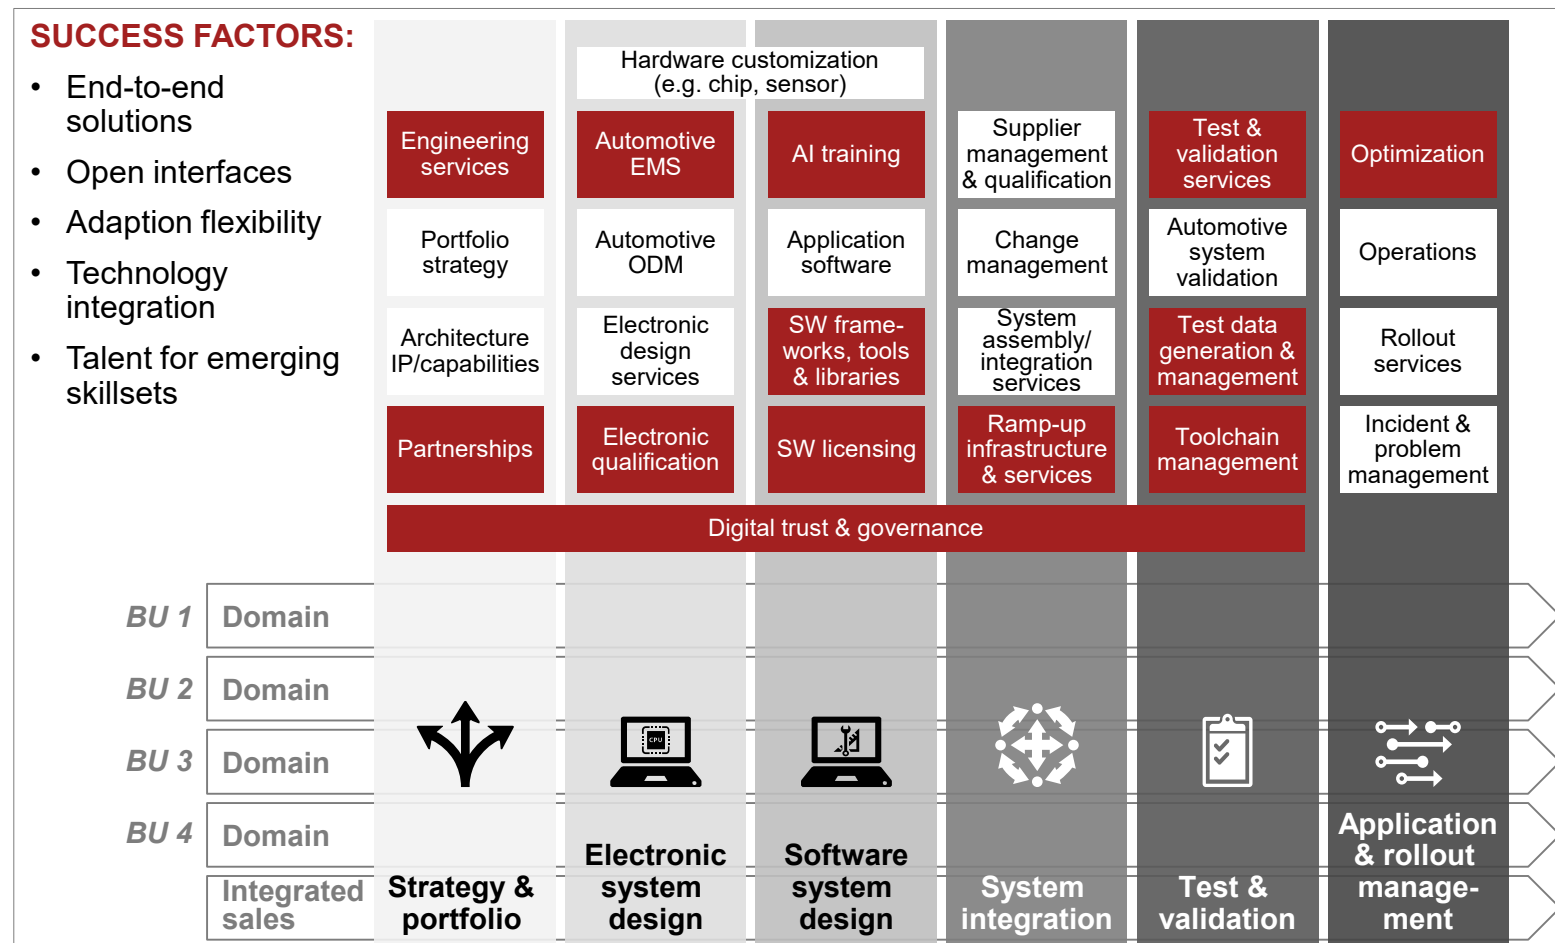 SUCCESS FACTORS:
• End-to-end
solutions
• Open interfaces
• Adaption flexibility
• Technology
integration
• Talent for emerging
skillsets
Hardware customization
(e.g. chip, sensor)
Engineering
services
Automotive
EMS
AI training
Supplier
management
& qualification
Test &
validation
services
Optimization
Portfolio
strategy
Automotive
ODM
Application
software
Change
management
Automotive
system
validation
Operations
Architecture
IP/capabilities
Electronic
design
services
SW frame-
works, tools
& libraries
System
assembly/
integration
services
Test data
generation &
management
Rollout
services
Partnerships
Electronic
qualification
SW licensing
Ramp-up
infrastructure
& services
Toolchain
management
Incident &
problem
management
Digital trust & governance
BU 1 Domain
BU 2 Domain
BU 3 Domain
BU 4 Domain
Integrated
sales
CPU
Strategy &
portfolio
Electronic
system
design
Software
system
design
System
integration
Test &
validation
Application
& rollout
manage-
ment